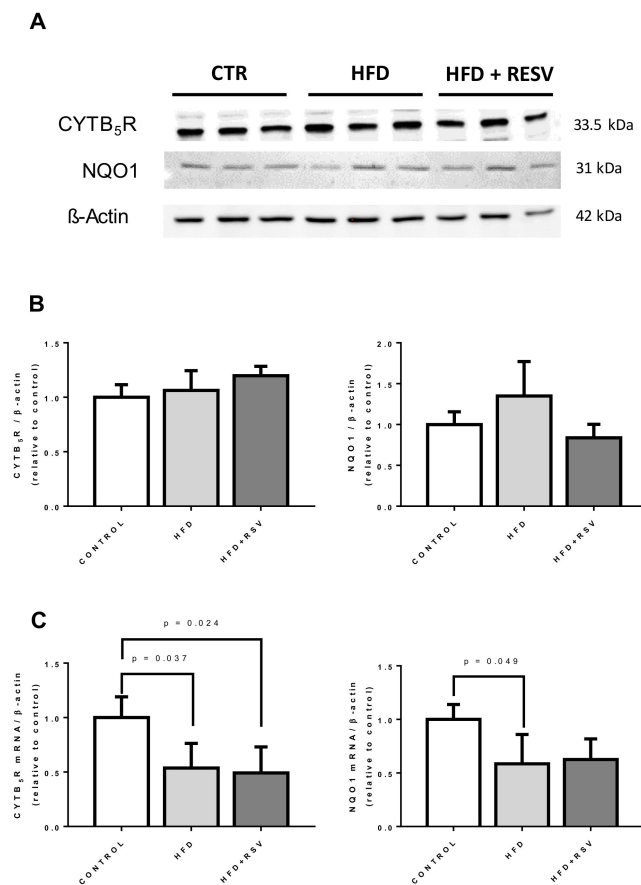 A
CTR HFD HFD + RESV
CYTB5R 33.5 kDa
NQO1 31 kDa
ß-Actin 42 kDa
B
CYTB5R / β-actin
(relative to control)
1.5
1.0
0.5
0.0
CONTROL
HFD
HFD+RSV
NQO1 / β-actin
(relative to control)
2.0
1.5
1.0
0.5
0.0
CONTROL
HFD
HFD+RSV
C
p = 0.024
p = 0.037
CYTB5R mRNA/β-actin
(relative to control)
1.5
1.0
0.5
0.0
CONTROL
HFD
HFD+RSV
p = 0.049
NQO1 mRNA/β-actin
(relative to control)
1.5
1.0
0.5
0.0
CONTROL
HFD
HFD+RSV